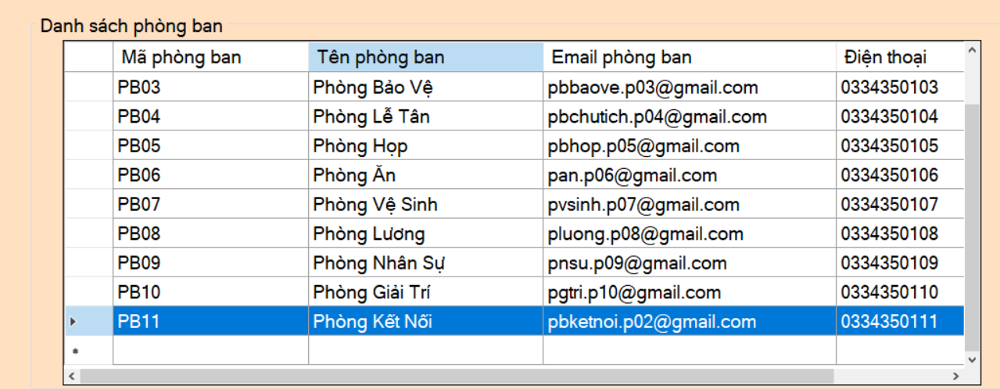 Danh sách phòng ban
Mã phòng ban Tên phòng ban Email phòng ban Điện thoại
PB03 Phòng Bảo Vệ pbbaove.p03@gmail.com 0334350103
PB04 Phòng Lễ Tân pbchutich.p04@gmail.com 0334350104
PB05 Phòng Họp pbhop.p05@gmail.com 0334350105
PB06 Phòng Ăn pan.p06@gmail.com 0334350106
PB07 Phòng Vệ Sinh pvsinh.p07@gmail.com 0334350107
PB08 Phòng Lương pluong.p08@gmail.com 0334350108
PB09 Phòng Nhân Sự pnsu.p09@gmail.com 0334350109
PB10 Phòng Giải Trí pgtri.p10@gmail.com 0334350110
PB11 Phòng Kết Nối pbketnoi.p02@gmail.com 0334350111